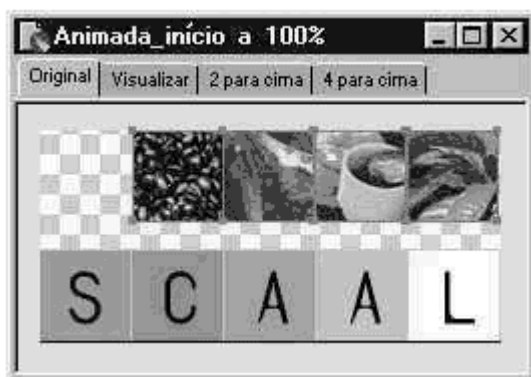 Animada_início a 100%
Original Visualizar 2 para cima 4 para cima
S C A A L